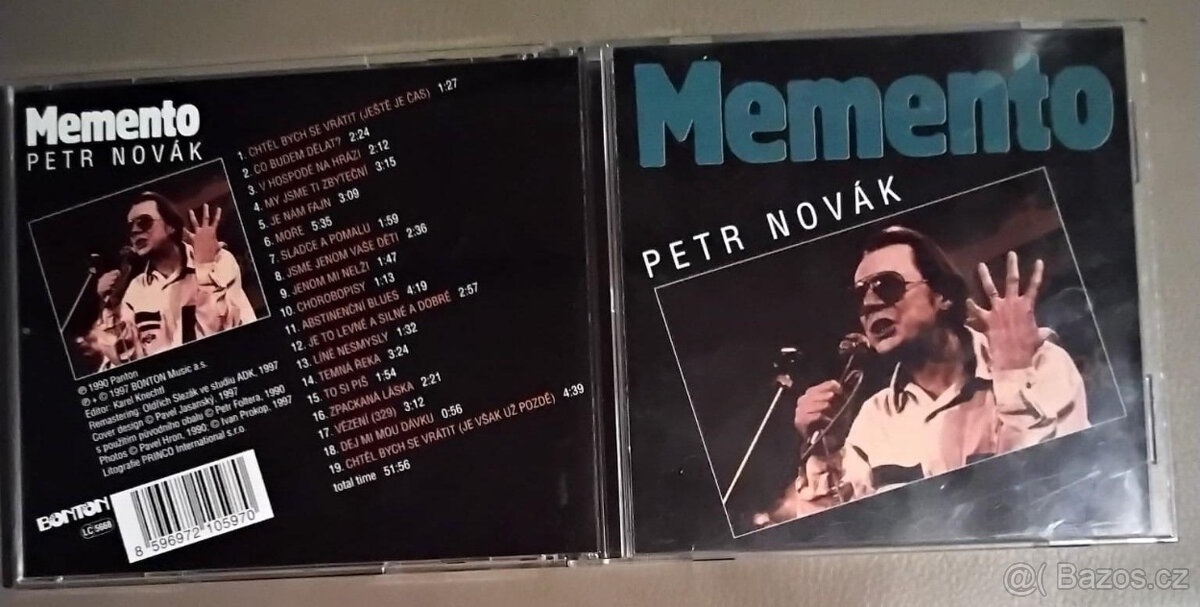 Memento
PETR NOVÁK
1. CHTĚL BYCH SE VRÁTIT (JEŠTĚ JE ČAS) 1:27
2. CO BUDEM DĚLAT? 2:24
3. V HOSPODE NA HRÁZI 2:12
4. MY JSME TI ZBYTEČNÍ 3:15
5. JE NÁM FAJN 3:09
6. MOŘE 5:35
7. SLADCE A POMALU 1:59
8. JSME JENOM VAŠE DĚTI 2:36
9. JENOM MI NELŽI 1:47
10. CHOROBOPISY 1:13
11. ABSTINENČNÍ BLUES 4:19
12. JE TO LEVNÉ A SILNÉ A DOBRÉ 2:57
13. LÍNÉ NESMYSLY 1:32
14. TEMNÁ ŘEKA 3:24
15. TO SI PIŠ 1:54
16. ZPACKANÁ LÁSKA 2:21
17. VĚZENÍ (329) 3:12
18. DEJ MI MOU DÁVKU 0:56
19. CHTĚL BYCH SE VRÁTIT (JE VŠAK UŽ POZDĚ) 4:39
total time 51:56
℗ 1990 Panton
℗ + © 1997 BONTON Music a.s.
Editor: Karel Knechtl
Remastering: Oldřich Slezák ve studiu ADK, 1997
Cover design © Pavel Jasanský, 1997
s použitím původního obalu © Petr Foltera, 1990
Photos © Pavel Hron, 1990; © Ivan Prokop, 1997
Litografie PRINCO International s.r.o.
BONTON
LC 5668
8 596972 105970
Memento
PETR NOVÁK
@( Bazos.cz